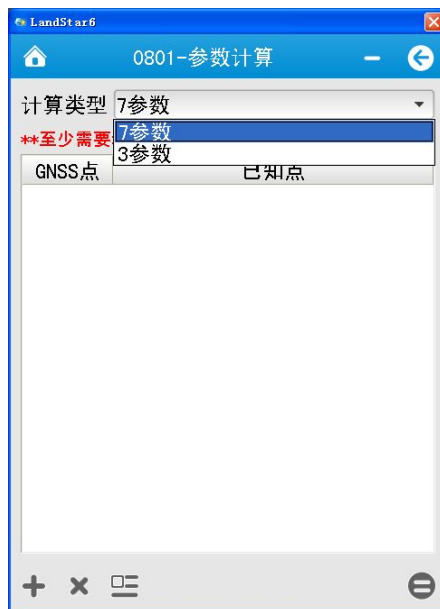 LandStar6
0801-参数计算
计算类型 7参数
**至少需要
7参数
3参数
GNSS点 已知点